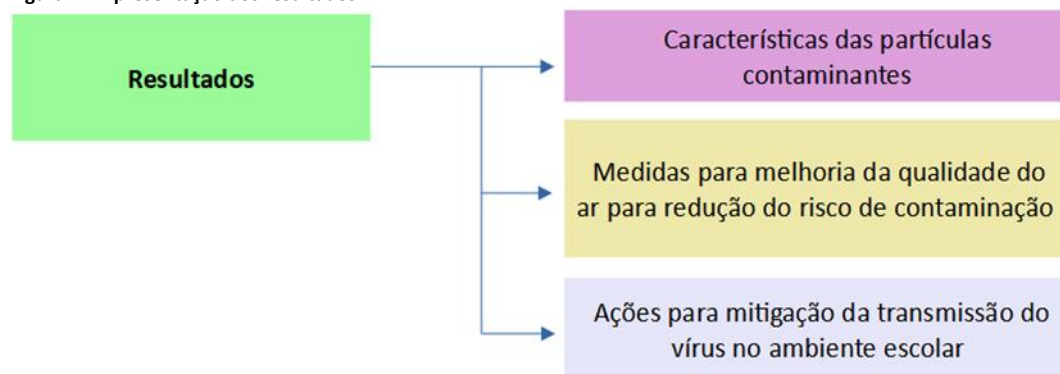 Resultados
Características das partículas
contaminantes
Medidas para melhoria da qualidade do
ar para redução do risco de contaminação
Ações para mitigação da transmissão do
vírus no ambiente escolar